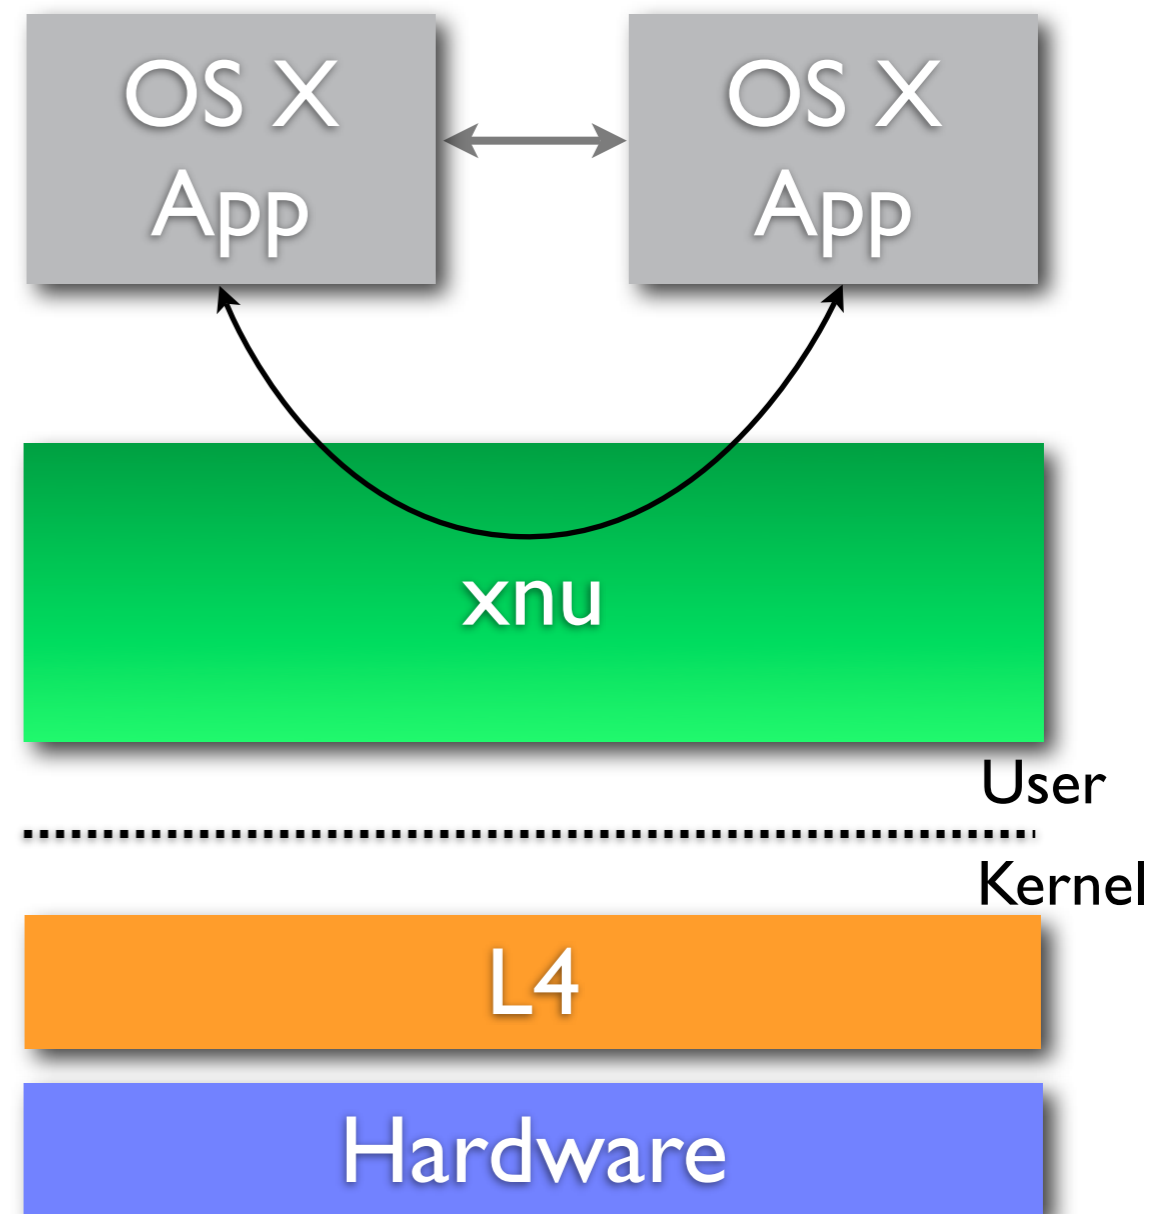 OS X
App
OS X
App
xnu
User
Kernel
L4
Hardware